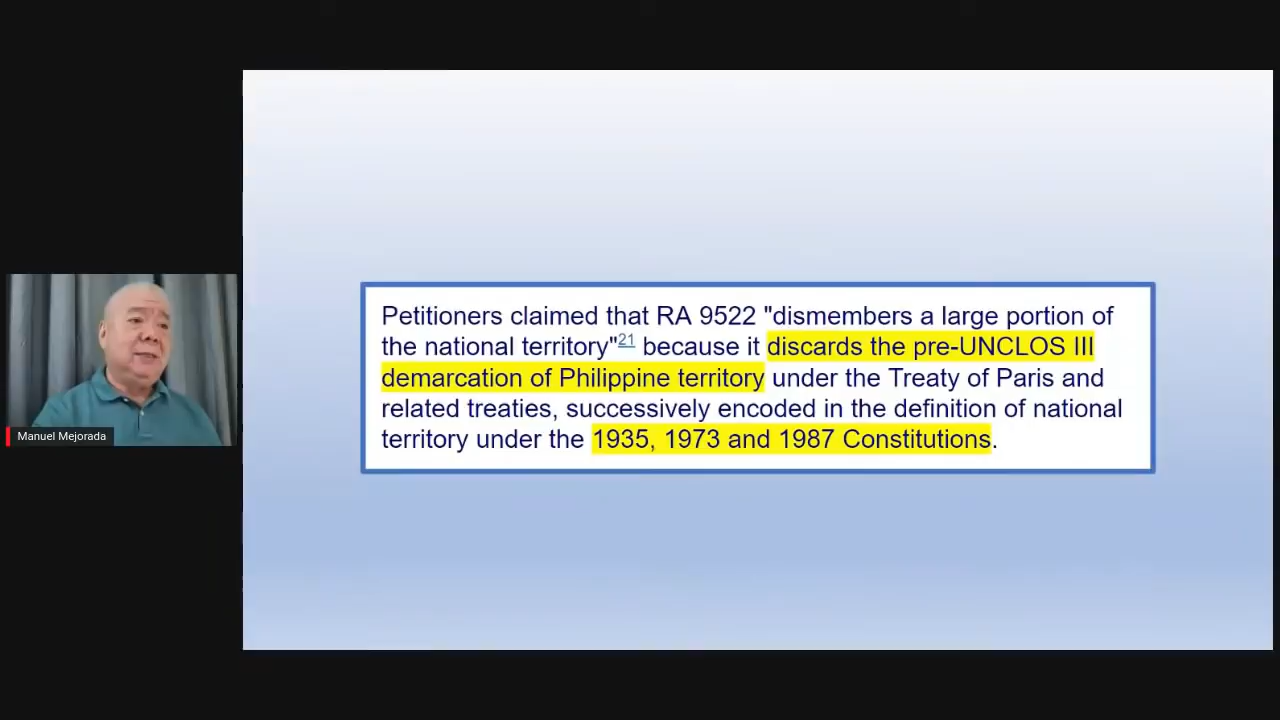 Petitioners claimed that RA 9522 "dismembers a large portion of
the national territory"21 because it discards the pre-UNCLOS III
demarcation of Philippine territory under the Treaty of Paris and
related treaties, successively encoded in the definition of national
territory under the 1935, 1973 and 1987 Constitutions.
Manuel Mejorada